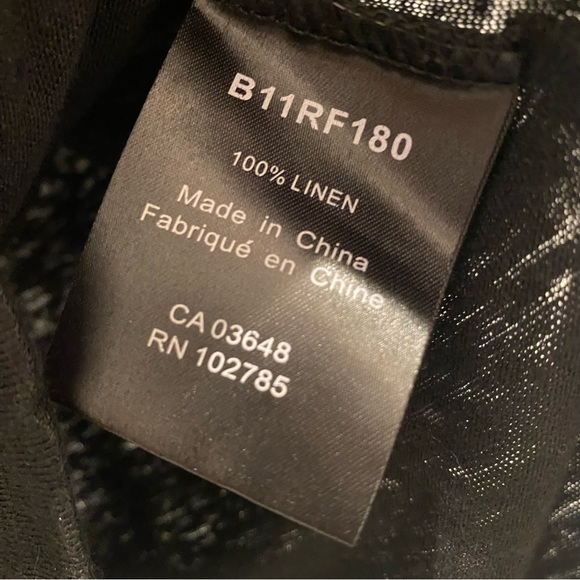 B11RF180
100% LINEN
Made in China
Fabriqué en Chine
CA 03648
RN 102785